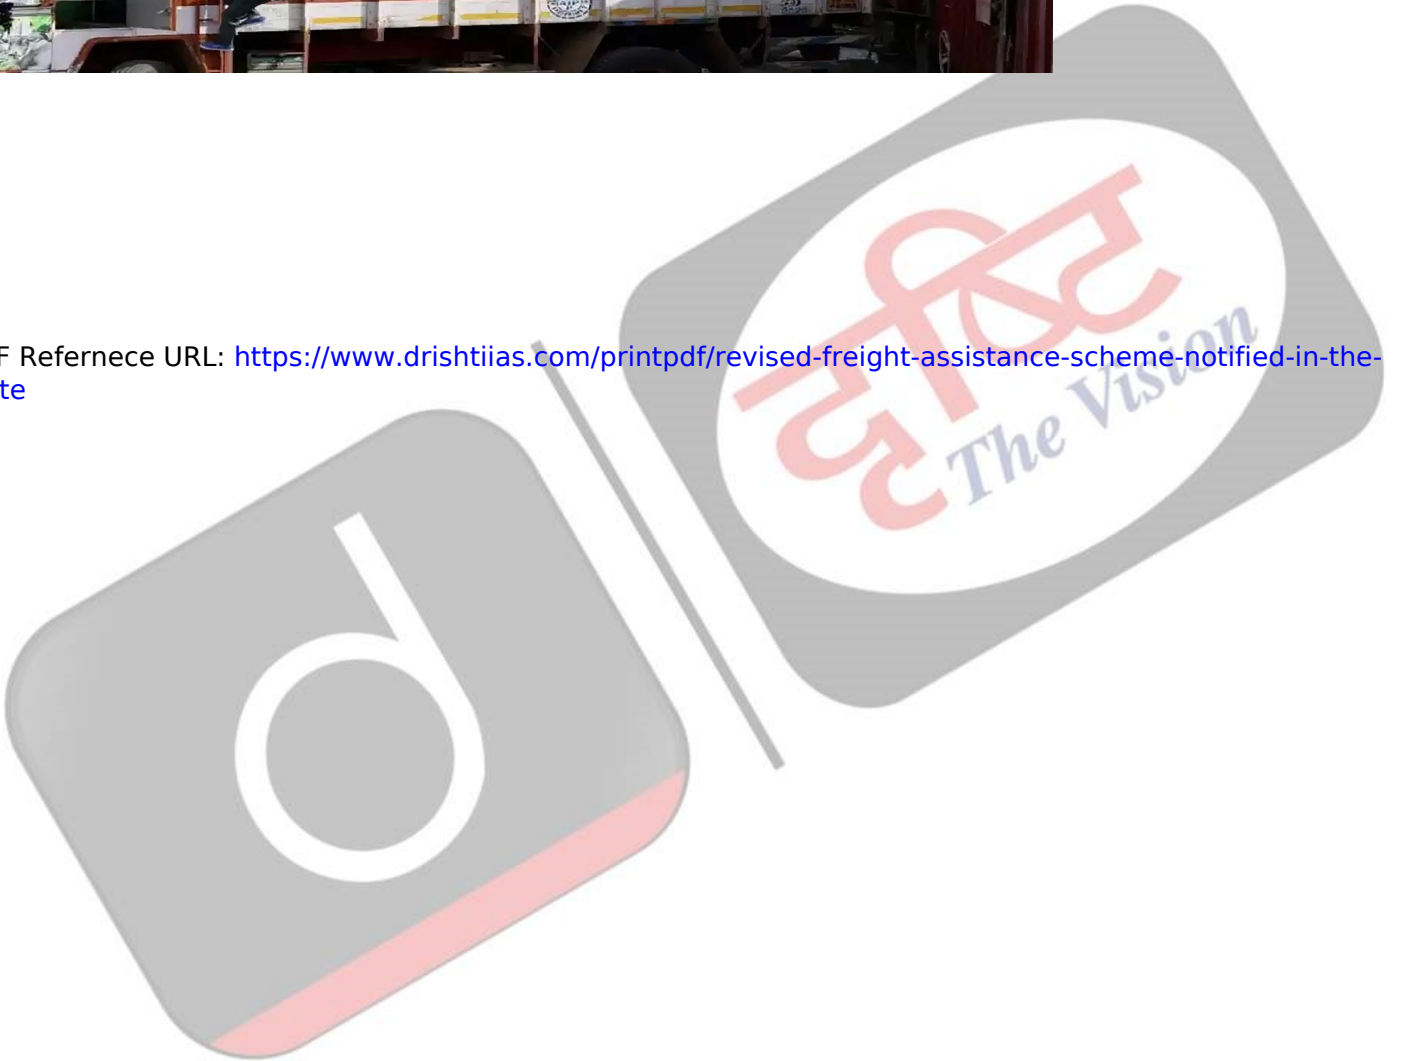 F Refernece URL: https://www.drishtiias.com/printpdf/revised-freight-assistance-scheme-notified-in-the-
te
दृष्टि
The Vision
d